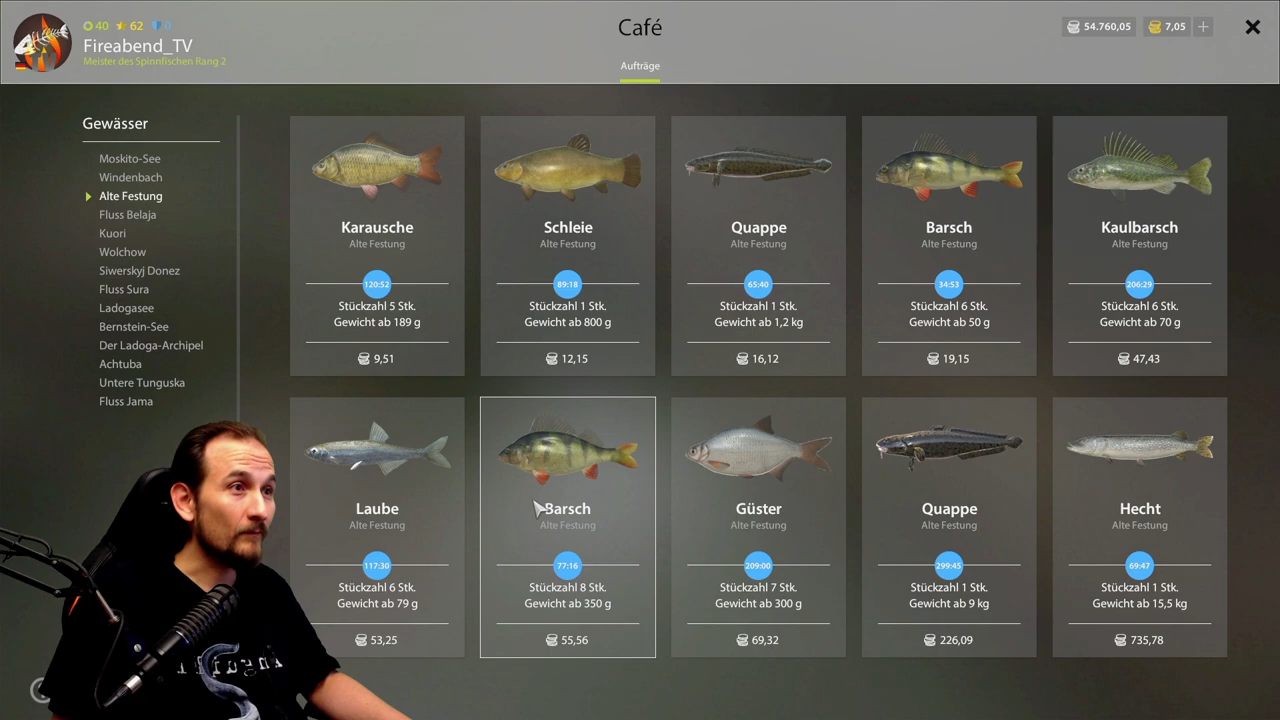 40 62 0
Fireabend_TV
Meister des Spinnfischen Rang 2
Café
Aufträge
54.760,05
7,05
Gewässer
Moskito-See
Windenbach
Alte Festung
Fluss Belaja
Kuori
Wolchow
Siwerskyj Donez
Fluss Sura
Ladogasee
Bernstein-See
Der Ladoga-Archipel
Achtuba
Untere Tunguska
Fluss Jama
Karausche
Alte Festung
120:52
Stückzahl 5 Stk.
Gewicht ab 189 g
9,51
Schleie
Alte Festung
89:18
Stückzahl 1 Stk.
Gewicht ab 800 g
12,15
Quappe
Alte Festung
65:40
Stückzahl 1 Stk.
Gewicht ab 1,2 kg
16,12
Barsch
Alte Festung
34:53
Stückzahl 6 Stk.
Gewicht ab 50 g
19,15
Kaulbarsch
Alte Festung
206:29
Stückzahl 6 Stk.
Gewicht ab 70 g
47,43
Laube
Alte Festung
117:30
Stückzahl 6 Stk.
Gewicht ab 79 g
53,25
Barsch
Alte Festung
77:16
Stückzahl 8 Stk.
Gewicht ab 350 g
55,56
Güster
Alte Festung
209:00
Stückzahl 7 Stk.
Gewicht ab 300 g
69,32
Quappe
Alte Festung
299:45
Stückzahl 1 Stk.
Gewicht ab 9 kg
226,09
Hecht
Alte Festung
69:47
Stückzahl 1 Stk.
Gewicht ab 15,5 kg
735,78